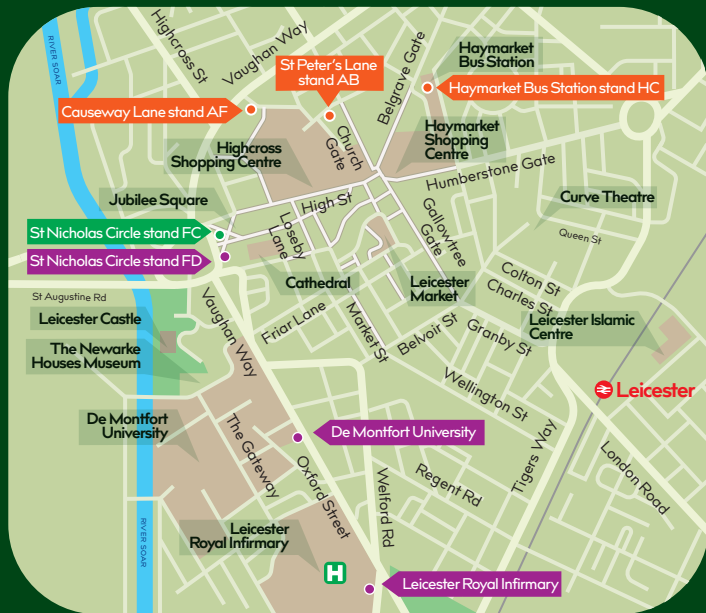 RIVER SOAR
Highcross St
Vaughan Way
St Peter's Lane
stand AB
Belgrave Gate
Haymarket
Bus Station
Haymarket Bus Station stand HC
Causeway Lane stand AF
Highcross
Shopping Centre
Church
Gate
Haymarket
Shopping
Centre
Humberstone Gate
Jubilee Square
High St
Curve Theatre
St Nicholas Circle stand FC
Loseby
Lane
Gallowtree
Gate
Queen St
St Nicholas Circle stand FD
Cathedral
Leicester
Market
Colton St
Charles St
St Augustine Rd
Leicester Castle
Vaughan Way
Friar Lane
Market St
Belvoir St
Granby St
Leicester Islamic
Centre
The Newarke
Houses Museum
Leicester
Wellington St
De Montfort
University
The Gateway
De Montfort University
Oxford Street
Welford Rd
Regent Rd
Tigers Way
London Road
RIVER SOAR
Leicester
Royal Infirmary
H
Leicester Royal Infirmary